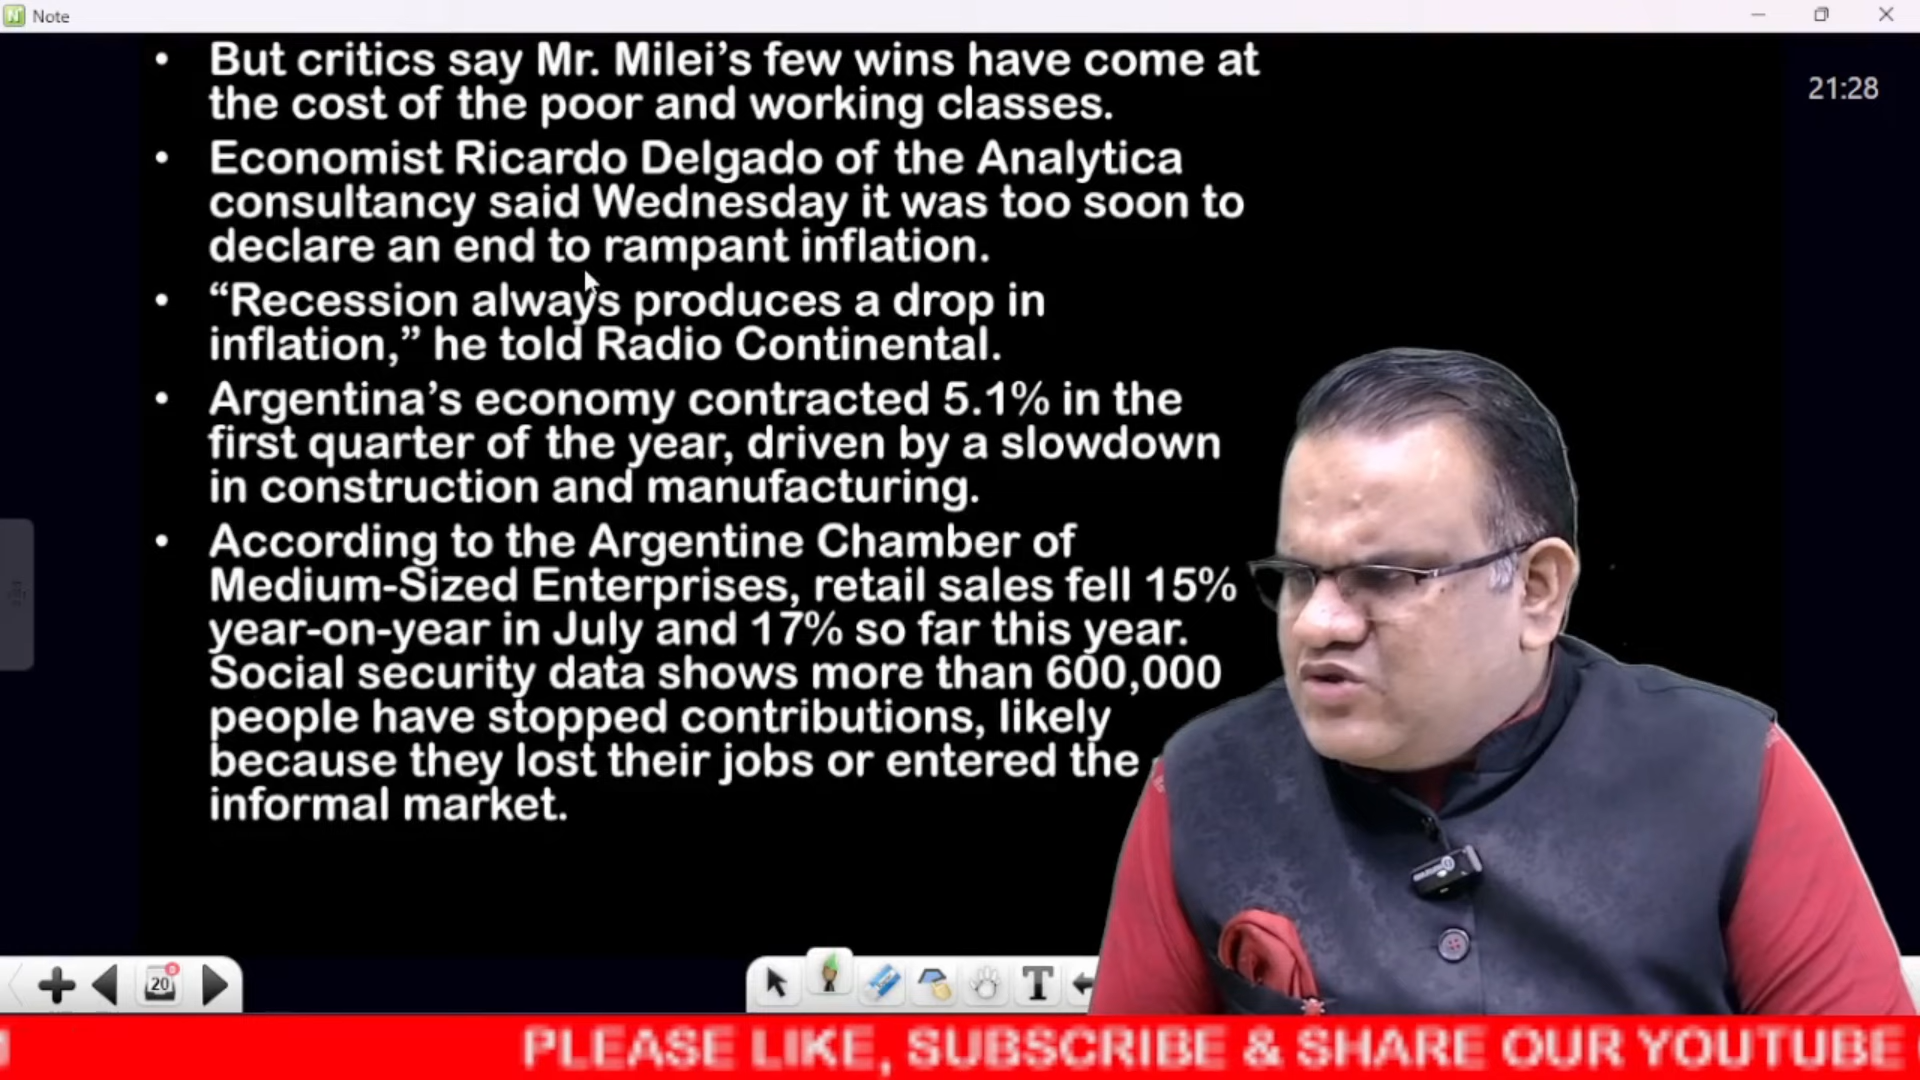 Note
21:28
• But critics say Mr. Milei’s few wins have come at
the cost of the poor and working classes.
• Economist Ricardo Delgado of the Analytica
consultancy said Wednesday it was too soon to
declare an end to rampant inflation.
• “Recession always produces a drop in
inflation,” he told Radio Continental.
• Argentina’s economy contracted 5.1% in the
first quarter of the year, driven by a slowdown
in construction and manufacturing.
• According to the Argentine Chamber of
Medium-Sized Enterprises, retail sales fell 15%
year-on-year in July and 17% so far this year.
Social security data shows more than 600,000
people have stopped contributions, likely
because they lost their jobs or entered the
informal market.
20
T
PLEASE LIKE, SUBSCRIBE & SHARE OUR YOUTUBE